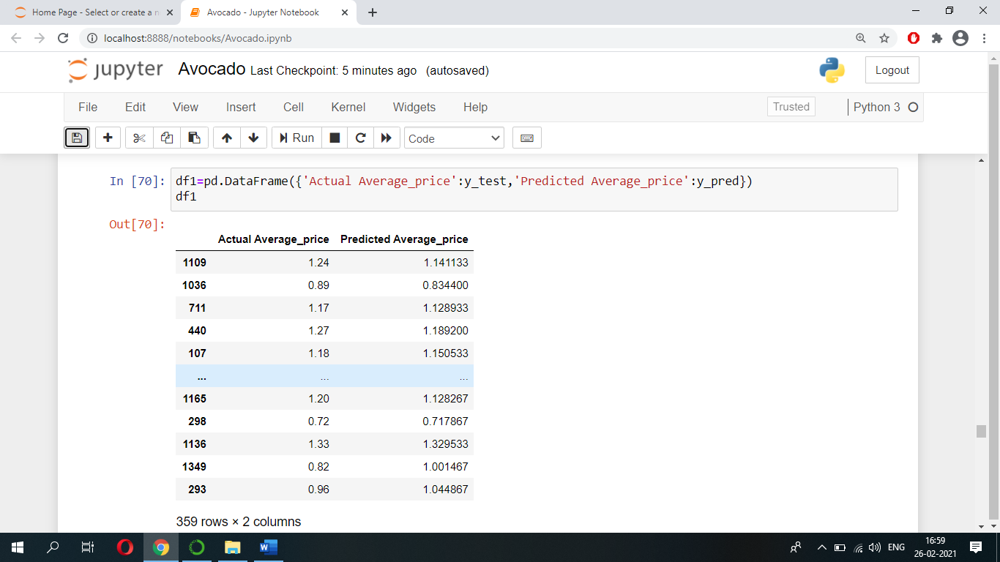 Home Page - Select or create a n
Avocado - Jupyter Notebook
localhost:8888/notebooks/Avocado.ipynb
jupyter Avocado Last Checkpoint: 5 minutes ago (autosaved)
Logout
File Edit View Insert Cell Kernel Widgets Help
Trusted
Python 3
Run
Code
In [70]: df1=pd.DataFrame({'Actual Average_price':y_test,'Predicted Average_price':y_pred})
df1
Out[70]:
Actual Average_price Predicted Average_price
1109 1.24 1.141133
1036 0.89 0.834400
711 1.17 1.128933
440 1.27 1.189200
107 1.18 1.150533
... ... ...
1165 1.20 1.128267
298 0.72 0.717867
1136 1.33 1.329533
1349 0.82 1.001467
293 0.96 1.044867
359 rows × 2 columns
ENG
16:59
26-02-2021